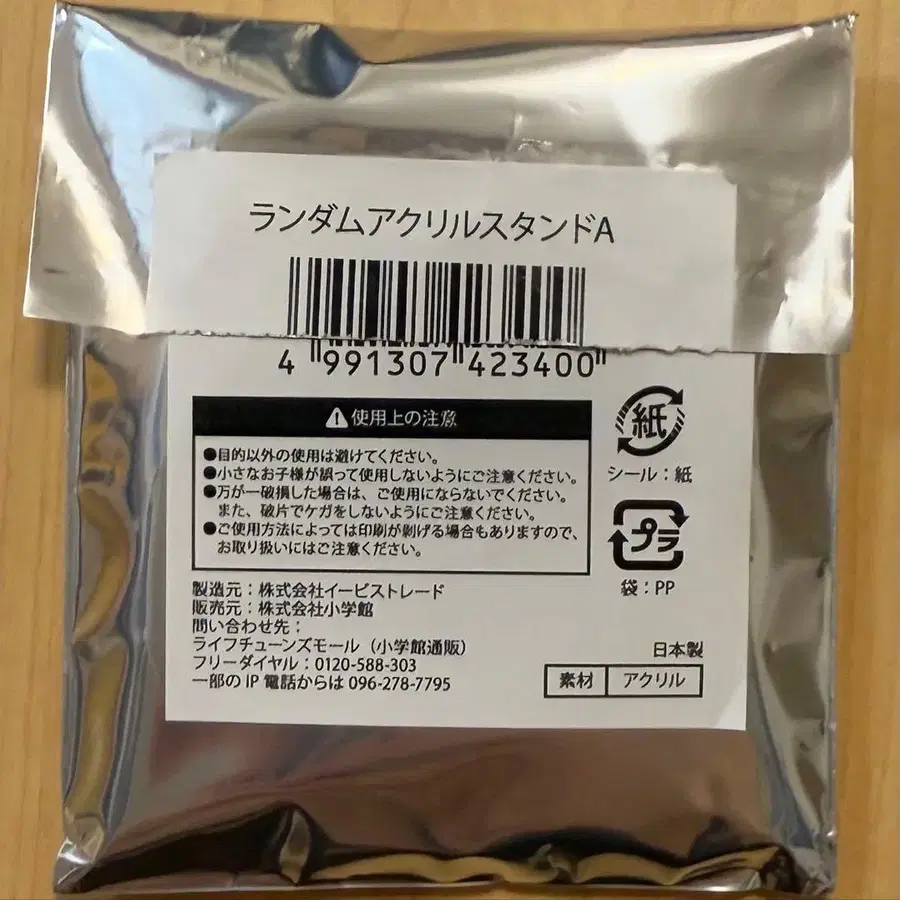 ランダムアクリルスタンドA
4 991307 423400
使用上の注意
●目的以外の使用は避けてください。
●小さなお子様が誤って使用しないようにご注意ください。
●万が一破損した場合は、ご使用にならないでください。
また、破片でケガをしないようにご注意ください。
●ご使用方法によっては印刷が剥げる場合もありますので、
お取り扱いにはご注意ください。
紙
シール：紙
プラ
袋：PP
製造元：株式会社イービストレード
販売元：株式会社小学館
問い合わせ先：
ライフチューンズモール（小学館通販）
フリーダイヤル：0120-588-303
一部のIP電話からは 096-278-7795
日本製
素材 アクリル